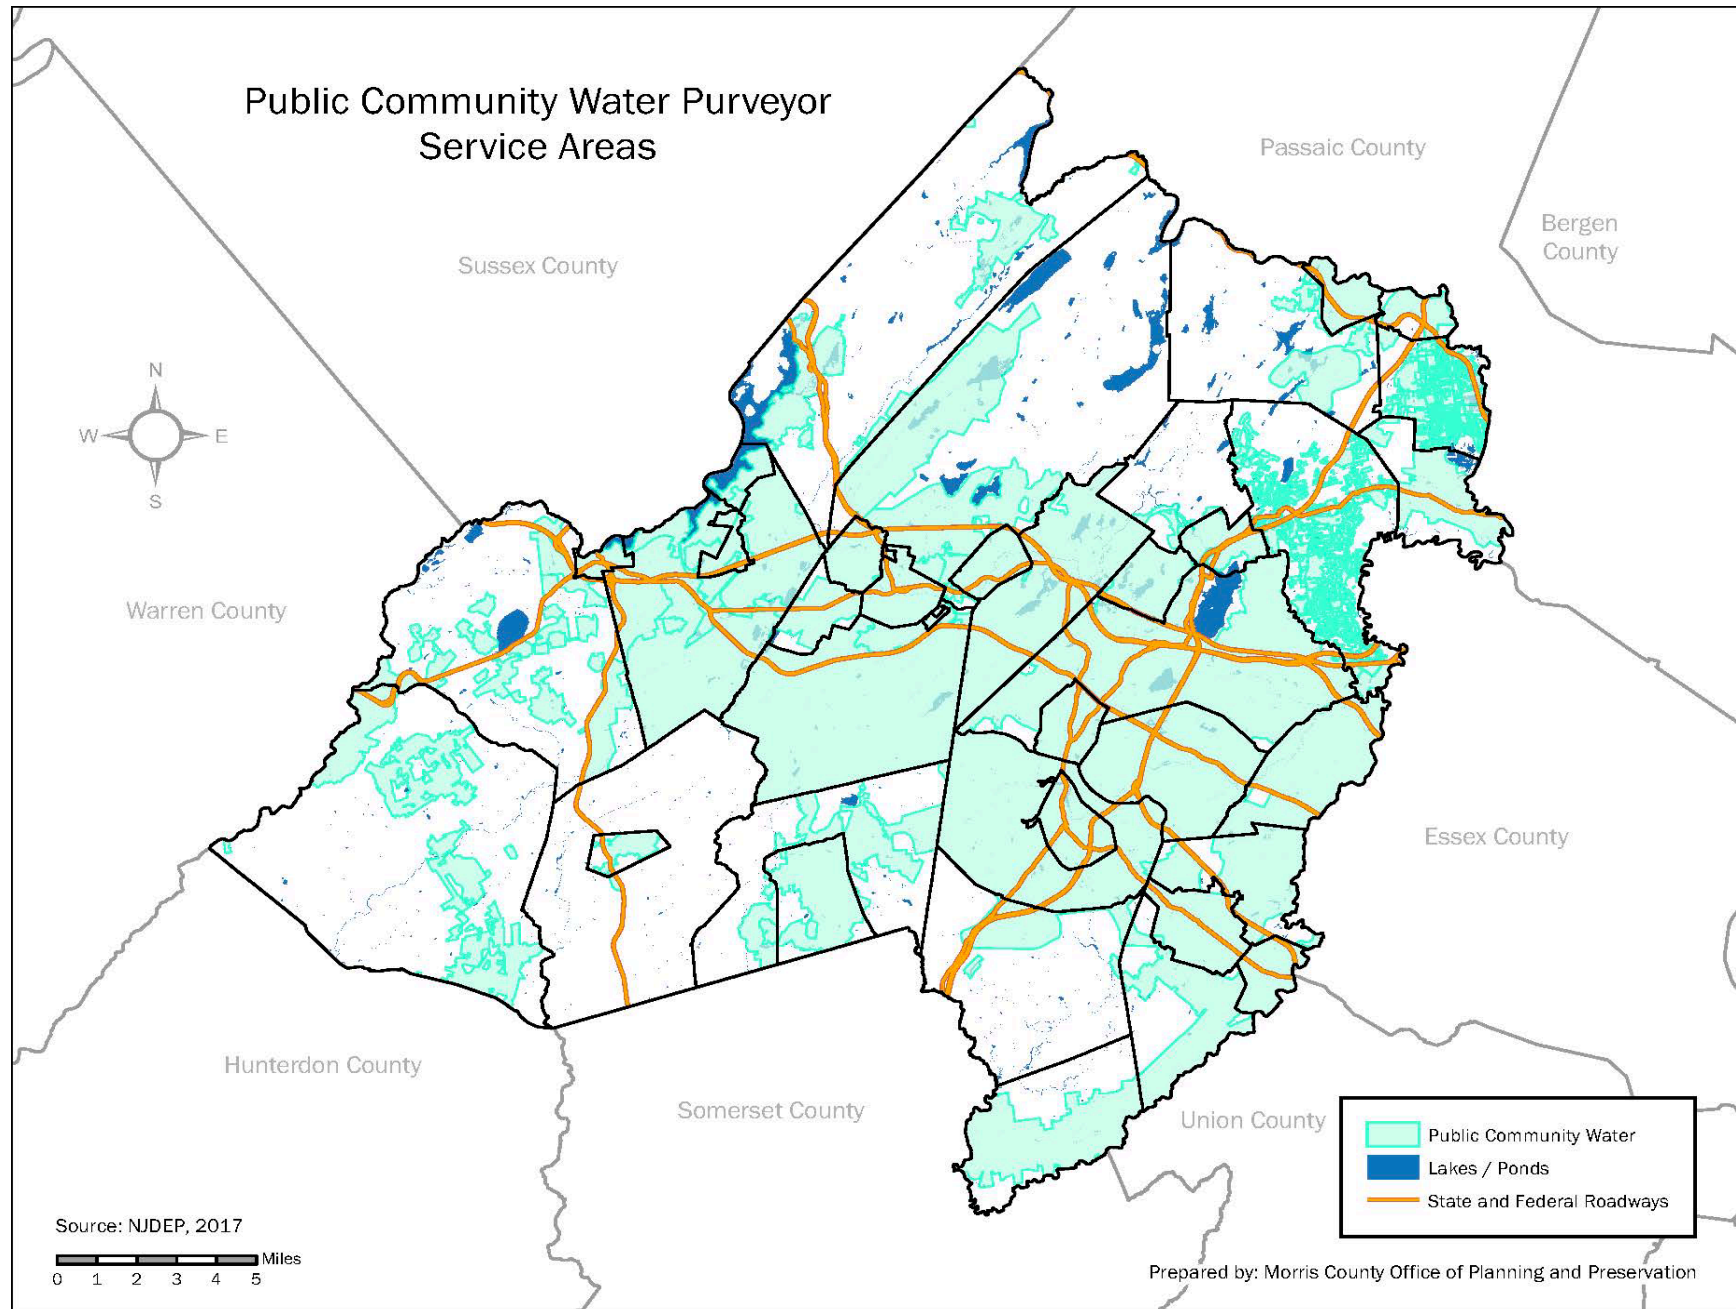 Public Community Water Purveyor
Service Areas
Passaic County
Bergen
County
Sussex County
N
W
E
S
Warren County
Essex County
Hunterdon County
Somerset County
Union County
Public Community Water
Lakes / Ponds
State and Federal Roadways
Source: NJDEP, 2017
Miles
0 1 2 3 4 5
Prepared by: Morris County Office of Planning and Preservation